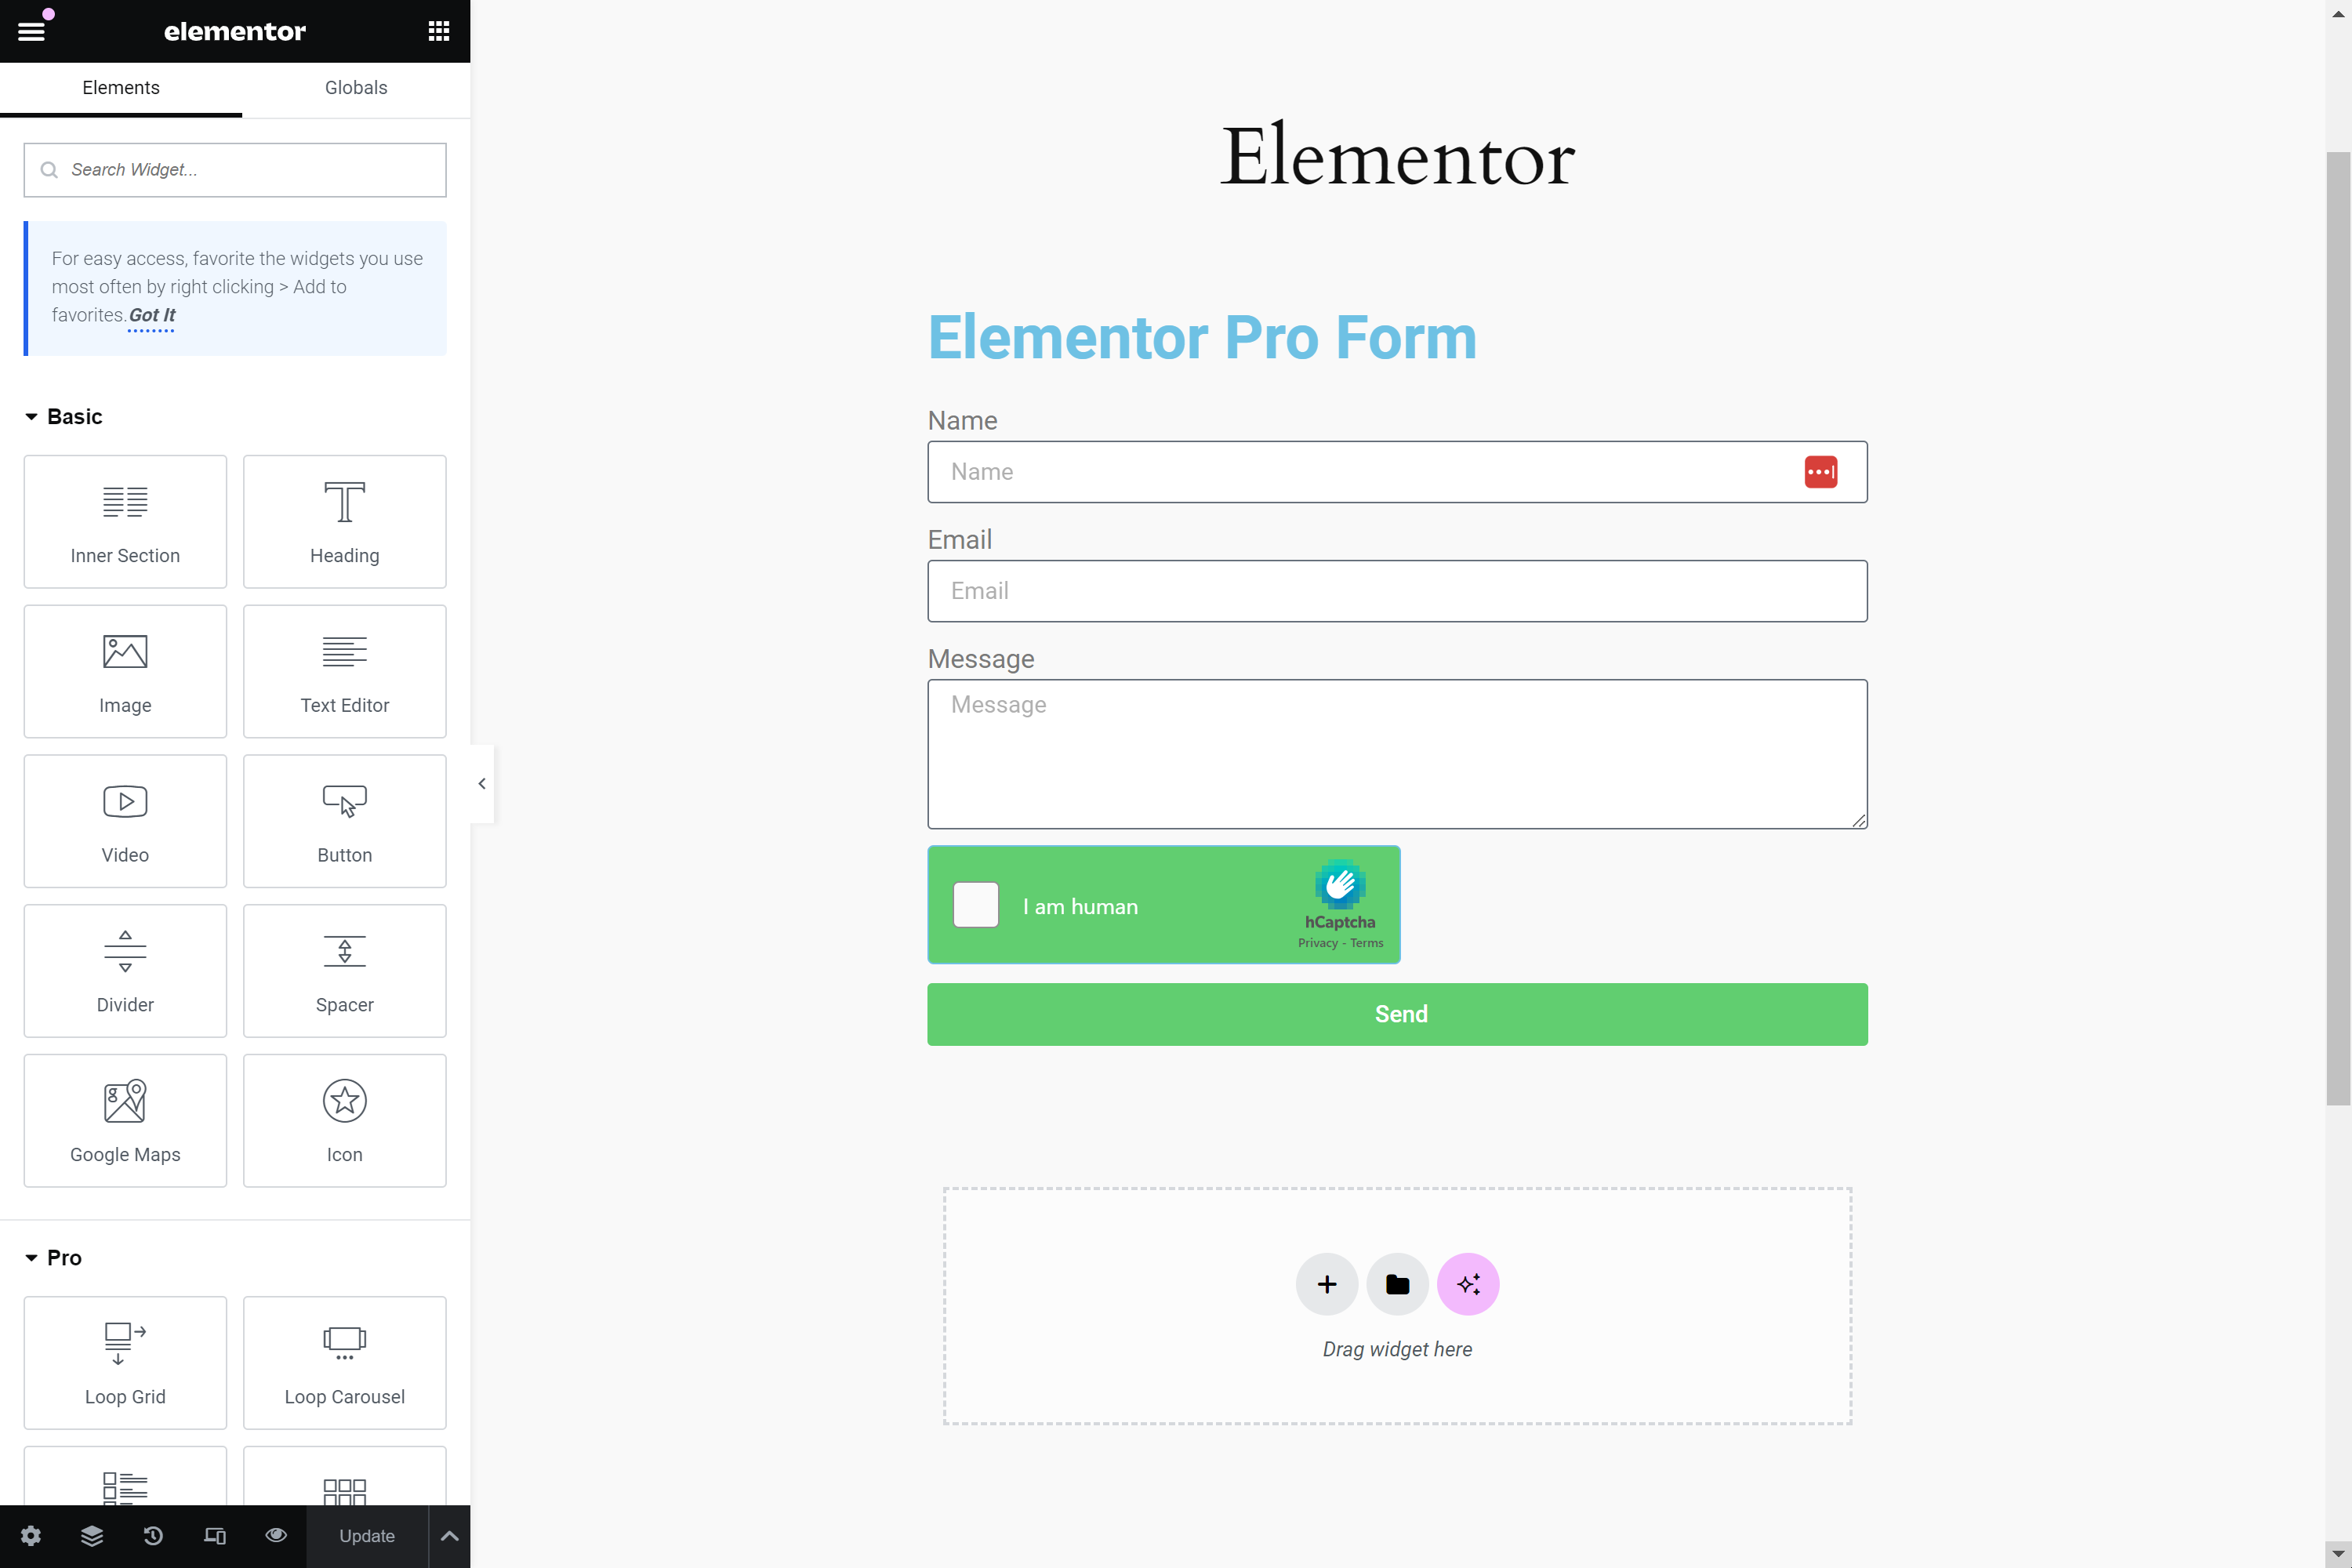 elementor
Elements
Globals
Search Widget...
For easy access, favorite the widgets you use
most often by right clicking > Add to
favorites. Got It
Basic
Inner Section
Heading
Image
Text Editor
Video
Button
Divider
Spacer
Google Maps
Icon
Pro
Loop Grid
Loop Carousel
Update
Elementor
Elementor Pro Form
Name
Name
Email
Email
Message
Message
I am human
hCaptcha
Privacy - Terms
Send
Drag widget here